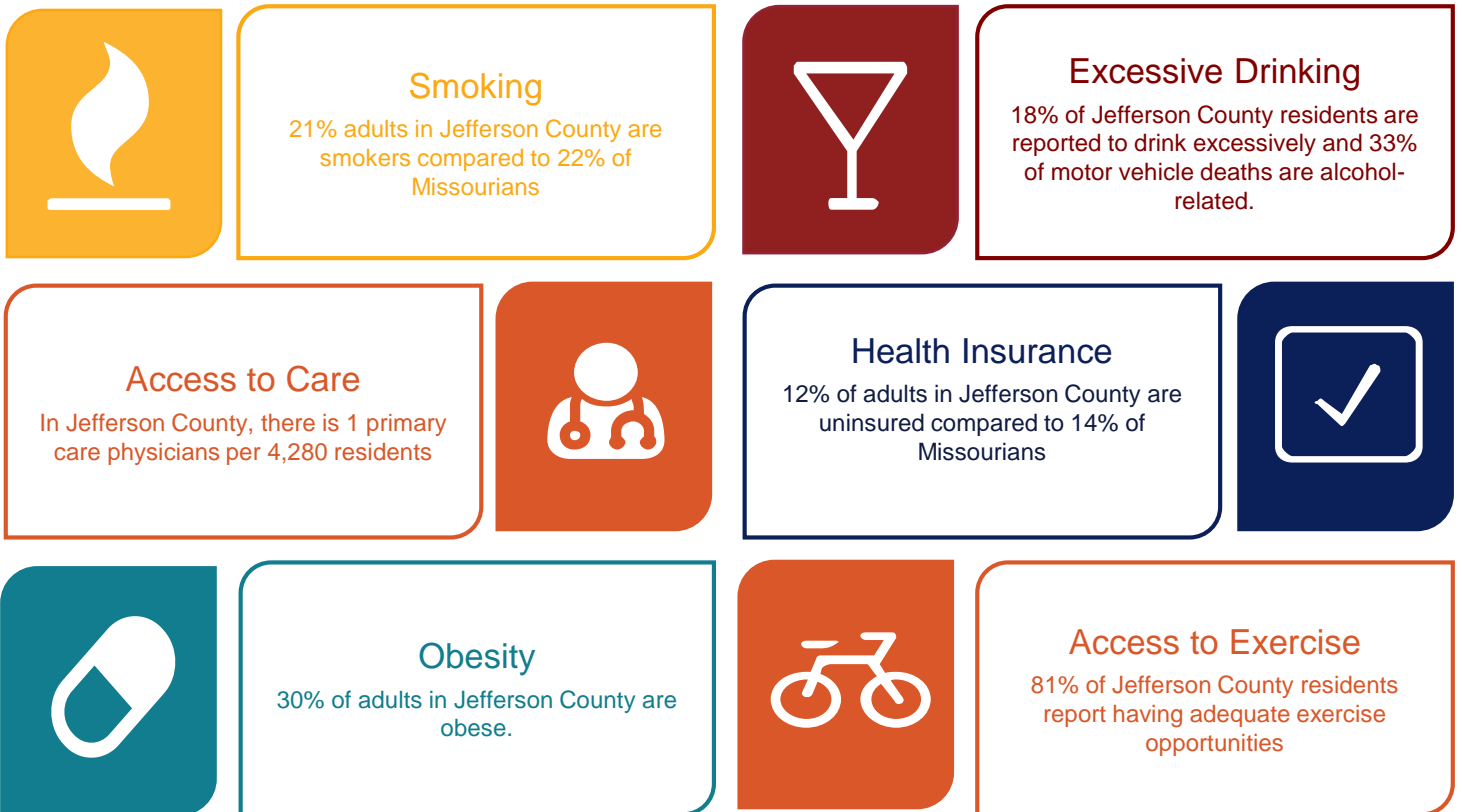 Smoking
21% adults in Jefferson County are
smokers compared to 22% of
Missourians
Excessive Drinking
18% of Jefferson County residents are
reported to drink excessively and 33%
of motor vehicle deaths are alcohol-
related.
Access to Care
In Jefferson County, there is 1 primary
care physicians per 4,280 residents
Health Insurance
12% of adults in Jefferson County are
uninsured compared to 14% of
Missourians
Obesity
30% of adults in Jefferson County are
obese.
Access to Exercise
81% of Jefferson County residents
report having adequate exercise
opportunities